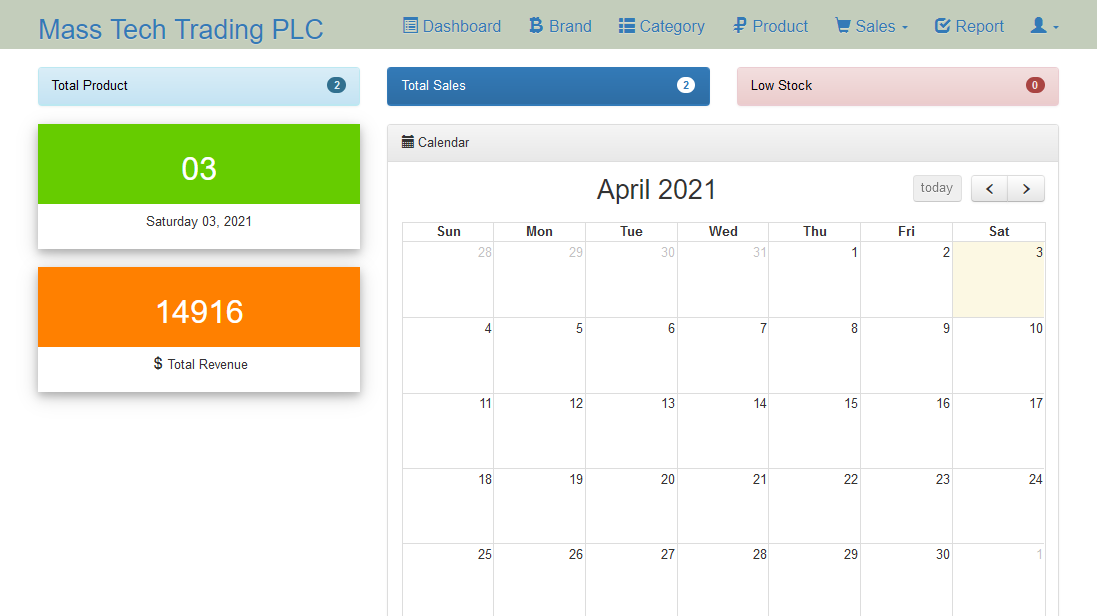 Mass Tech Trading PLC
Dashboard Brand Category Product Sales Report
Total Product 2
Total Sales 2
Low Stock 0
03
Saturday 03, 2021
14916
$ Total Revenue
Calendar
April 2021
today
Sun Mon Tue Wed Thu Fri Sat
28 29 30 31 1 2 3
4 5 6 7 8 9 10
11 12 13 14 15 16 17
18 19 20 21 22 23 24
25 26 27 28 29 30 1